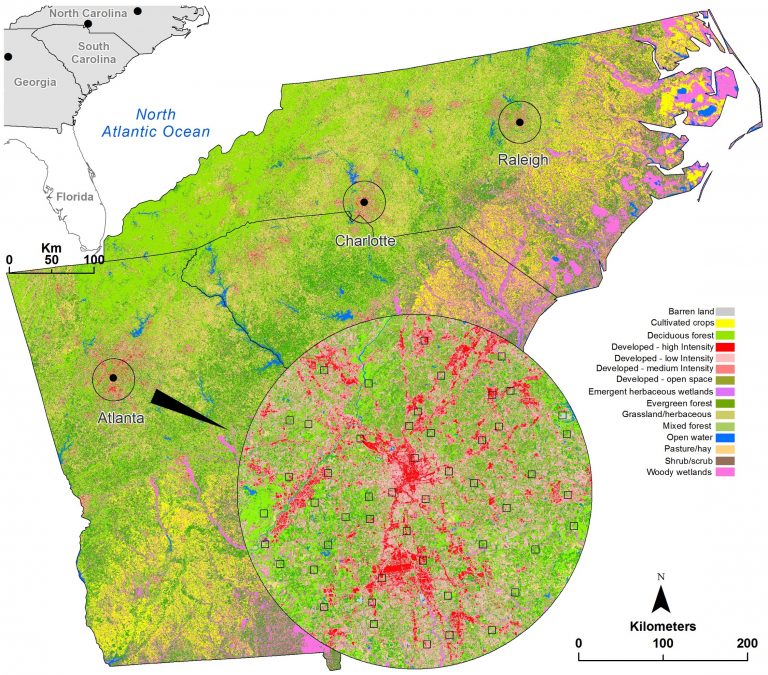 North Carolina
South
Carolina
Georgia
North
Atlantic Ocean
Florida
Km
0 100
Raleigh
Charlotte
Atlanta
Barren land
Cultivated crops
Deciduous forest
Developed - high Intensity
Developed - low Intensity
Developed - medium Intensity
Developed - open space
Emergent herbaceous wetlands
Evergreen forest
Grassland/herbaceous
Mixed forest
Open water
Pasture/hay
Shrub/scrub
Woody wetlands
N
Kilometers
0 100 200